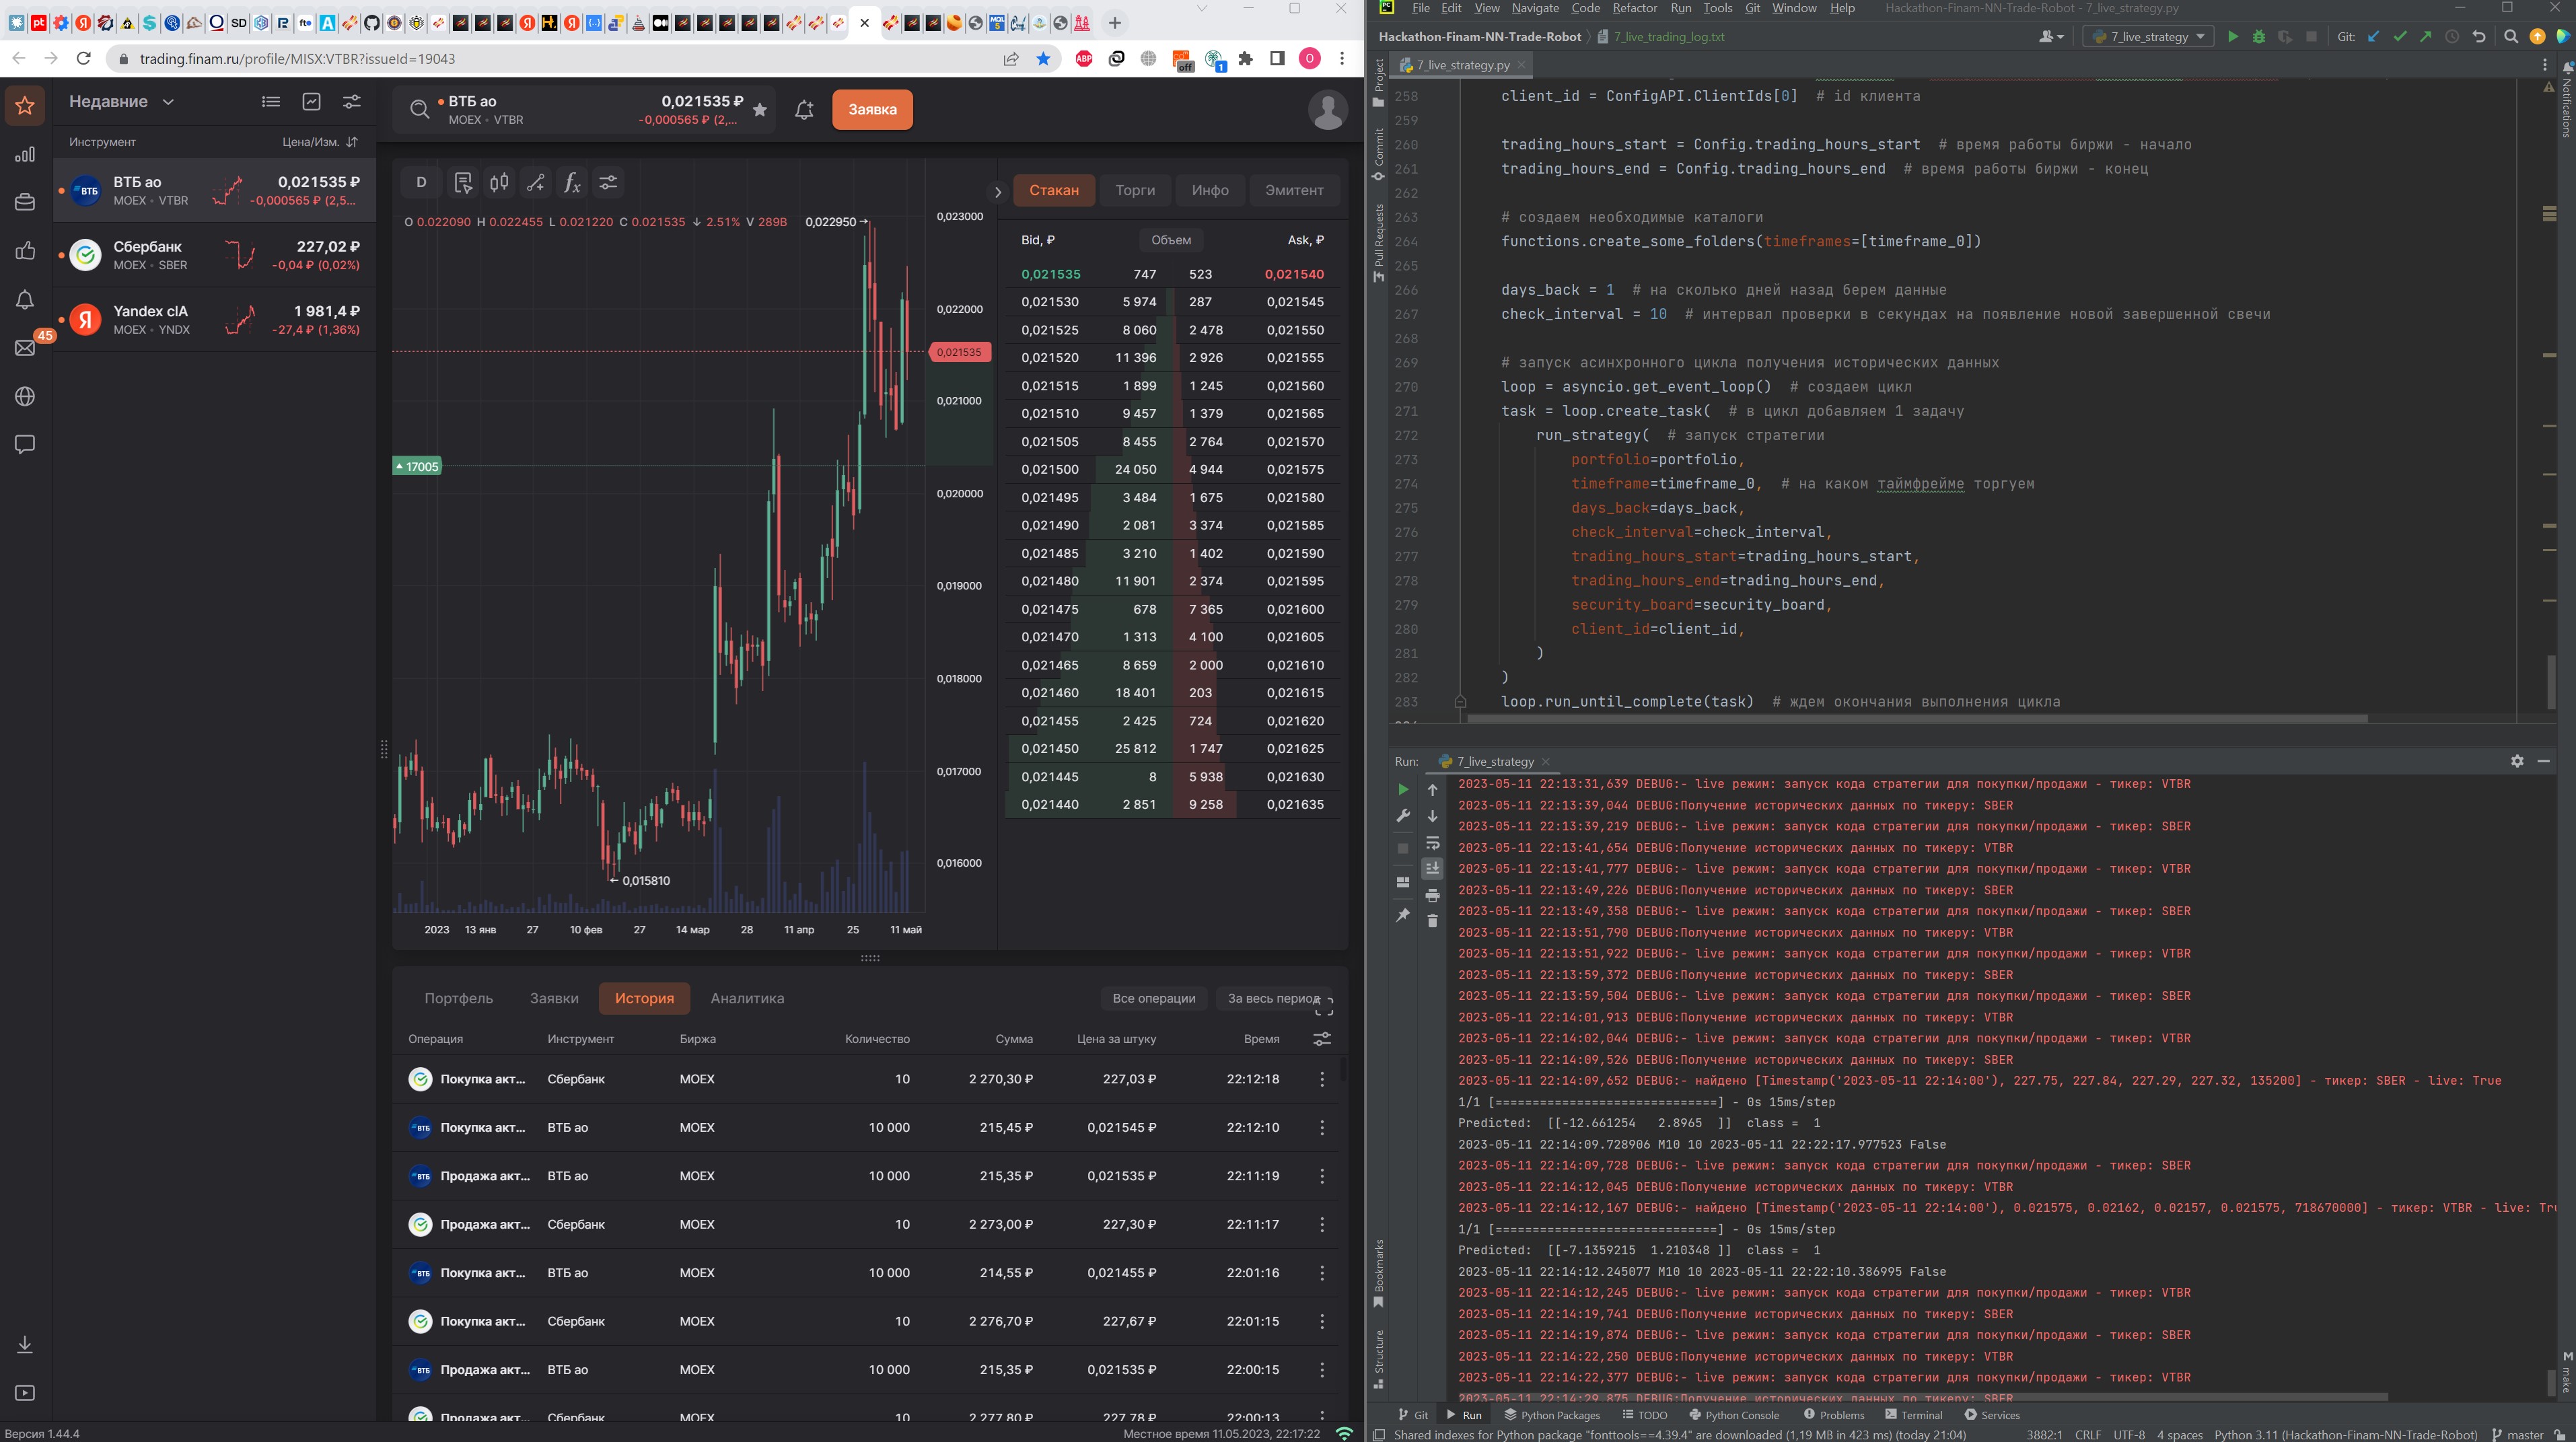 trading.finam.ru/profile/MISX:VTBR?issueId=19043
Недавние
Инструмент Цена/Изм.
ВТБ ао 0,021535 ₽
MOEX • VTBR -0,000565 ₽ (2,5...
Сбербанк 227,02 ₽
MOEX • SBER -0,04 ₽ (0,02%)
Yandex clA 1 981,4 ₽
MOEX • YNDX -27,4 ₽ (1,36%)
45
Версия 1.44.4
ВТБ ао 0,021535 ₽
MOEX • VTBR -0,000565 ₽ (2,...
Заявка
D
O 0.022090 H 0.022455 L 0.021220 C 0.021535 ↓ 2.51% V 289B
0,022950
0,023000
0,022000
0,021535
0,021000
17005
0,020000
0,019000
0,018000
0,017000
0,016000
0,015810
2023 13 янв 27 10 фев 27 14 мар 28 11 апр 25 11 май
Стакан Торги Инфо Эмитент
Bid, ₽ Объем Ask, ₽
0,021535 747 523 0,021540
0,021530 5 974 287 0,021545
0,021525 8 060 2 478 0,021550
0,021520 11 396 2 926 0,021555
0,021515 1 899 1 245 0,021560
0,021510 9 457 1 379 0,021565
0,021505 8 455 2 764 0,021570
0,021500 24 050 4 944 0,021575
0,021495 3 484 1 675 0,021580
0,021490 2 081 3 374 0,021585
0,021485 3 210 1 402 0,021590
0,021480 11 901 2 374 0,021595
0,021475 678 7 365 0,021600
0,021470 1 313 4 100 0,021605
0,021465 8 659 2 000 0,021610
0,021460 18 401 203 0,021615
0,021455 2 425 724 0,021620
0,021450 25 812 1 747 0,021625
0,021445 8 5 938 0,021630
0,021440 2 851 9 258 0,021635
Портфель Заявки История Аналитика Все операции За весь период
Операция Инструмент Биржа Количество Сумма Цена за штуку Время
Покупка акт... Сбербанк MOEX 10 2 270,30 ₽ 227,03 ₽ 22:12:18
Покупка акт... ВТБ ао MOEX 10 000 215,45 ₽ 0,021545 ₽ 22:12:10
Продажа акт... ВТБ ао MOEX 10 000 215,35 ₽ 0,021535 ₽ 22:11:19
Продажа акт... Сбербанк MOEX 10 2 273,00 ₽ 227,30 ₽ 22:11:17
Покупка акт... ВТБ ао MOEX 10 000 214,55 ₽ 0,021455 ₽ 22:01:16
Покупка акт... Сбербанк MOEX 10 2 276,70 ₽ 227,67 ₽ 22:01:15
Продажа акт... ВТБ ао MOEX 10 000 215,35 ₽ 0,021535 ₽ 22:00:15
Продажа акт... Сбербанк MOEX 10 2 277,80 ₽ 227,78 ₽ 22:00:13
Местное время 11.05.2023, 22:17:22
File Edit View Navigate Code Refactor Run Tools Git Window Help Hackathon-Finam-NN-Trade-Robot - 7_live_strategy.py
Hackathon-Finam-NN-Trade-Robot 7_live_trading_log.txt 7_live_strategy Git:
7_live_strategy.py
Project
Commit
Pull Requests
Bookmarks
Structure
Notifications
make
258 client_id = ConfigAPI.ClientIds[0] # id клиента
259
260 trading_hours_start = Config.trading_hours_start # время работы биржи - начало
261 trading_hours_end = Config.trading_hours_end # время работы биржи - конец
262
263 # создаем необходимые каталоги
264 functions.create_some_folders(timeframes=[timeframe_0])
265
266 days_back = 1 # на сколько дней назад берем данные
267 check_interval = 10 # интервал проверки в секундах на появление новой завершенной свечи
268
269 # запуск асинхронного цикла получения исторических данных
270 loop = asyncio.get_event_loop() # создаем цикл
271 task = loop.create_task( # в цикл добавляем 1 задачу
272 run_strategy( # запуск стратегии
273 portfolio=portfolio,
274 timeframe=timeframe_0, # на каком таймфрейме торгуем
275 days_back=days_back,
276 check_interval=check_interval,
277 trading_hours_start=trading_hours_start,
278 trading_hours_end=trading_hours_end,
279 security_board=security_board,
280 client_id=client_id,
281 )
282 )
283 loop.run_until_complete(task) # ждем окончания выполнения цикла
Run: 7_live_strategy
2023-05-11 22:13:31,639 DEBUG:- live режим: запуск кода стратегии для покупки/продажи - тикер: VTBR
2023-05-11 22:13:39,044 DEBUG:Получение исторических данных по тикеру: SBER
2023-05-11 22:13:39,219 DEBUG:- live режим: запуск кода стратегии для покупки/продажи - тикер: SBER
2023-05-11 22:13:41,654 DEBUG:Получение исторических данных по тикеру: VTBR
2023-05-11 22:13:41,777 DEBUG:- live режим: запуск кода стратегии для покупки/продажи - тикер: VTBR
2023-05-11 22:13:49,226 DEBUG:Получение исторических данных по тикеру: SBER
2023-05-11 22:13:49,358 DEBUG:- live режим: запуск кода стратегии для покупки/продажи - тикер: SBER
2023-05-11 22:13:51,790 DEBUG:Получение исторических данных по тикеру: VTBR
2023-05-11 22:13:51,922 DEBUG:- live режим: запуск кода стратегии для покупки/продажи - тикер: VTBR
2023-05-11 22:13:59,372 DEBUG:Получение исторических данных по тикеру: SBER
2023-05-11 22:13:59,504 DEBUG:- live режим: запуск кода стратегии для покупки/продажи - тикер: SBER
2023-05-11 22:14:01,913 DEBUG:Получение исторических данных по тикеру: VTBR
2023-05-11 22:14:02,044 DEBUG:- live режим: запуск кода стратегии для покупки/продажи - тикер: VTBR
2023-05-11 22:14:09,526 DEBUG:Получение исторических данных по тикеру: SBER
2023-05-11 22:14:09,652 DEBUG:- найдено [Timestamp('2023-05-11 22:14:00'), 227.75, 227.84, 227.29, 227.32, 135200] - тикер: SBER - live: True
1/1 [==============================] - 0s 15ms/step
Predicted: [[-12.661254 2.8965 ]] class = 1
2023-05-11 22:14:09.728906 M10 10 2023-05-11 22:22:17.977523 False
2023-05-11 22:14:09,728 DEBUG:- live режим: запуск кода стратегии для покупки/продажи - тикер: SBER
2023-05-11 22:14:12,045 DEBUG:Получение исторических данных по тикеру: VTBR
2023-05-11 22:14:12,167 DEBUG:- найдено [Timestamp('2023-05-11 22:14:00'), 0.021575, 0.02162, 0.02157, 0.021575, 718670000] - тикер: VTBR - live: Tru
1/1 [==============================] - 0s 15ms/step
Predicted: [[-7.1359215 1.210348 ]] class = 1
2023-05-11 22:14:12.245077 M10 10 2023-05-11 22:22:10.386995 False
2023-05-11 22:14:12,245 DEBUG:- live режим: запуск кода стратегии для покупки/продажи - тикер: VTBR
2023-05-11 22:14:19,741 DEBUG:Получение исторических данных по тикеру: SBER
2023-05-11 22:14:19,874 DEBUG:- live режим: запуск кода стратегии для покупки/продажи - тикер: SBER
2023-05-11 22:14:22,250 DEBUG:Получение исторических данных по тикеру: VTBR
2023-05-11 22:14:22,377 DEBUG:- live режим: запуск кода стратегии для покупки/продажи - тикер: VTBR
2023-05-11 22:14:29,875 DEBUG:Получение исторических данных по тикеру: SBER
Git Run Python Packages TODO Python Console Problems Terminal Services
Shared indexes for Python package "fonttools==4.39.4" are downloaded (1,19 MB in 423 ms) (today 21:04) 3882:1 CRLF UTF-8 4 spaces Python 3.11 (Hackathon-Finam-NN-Trade-Robot) master